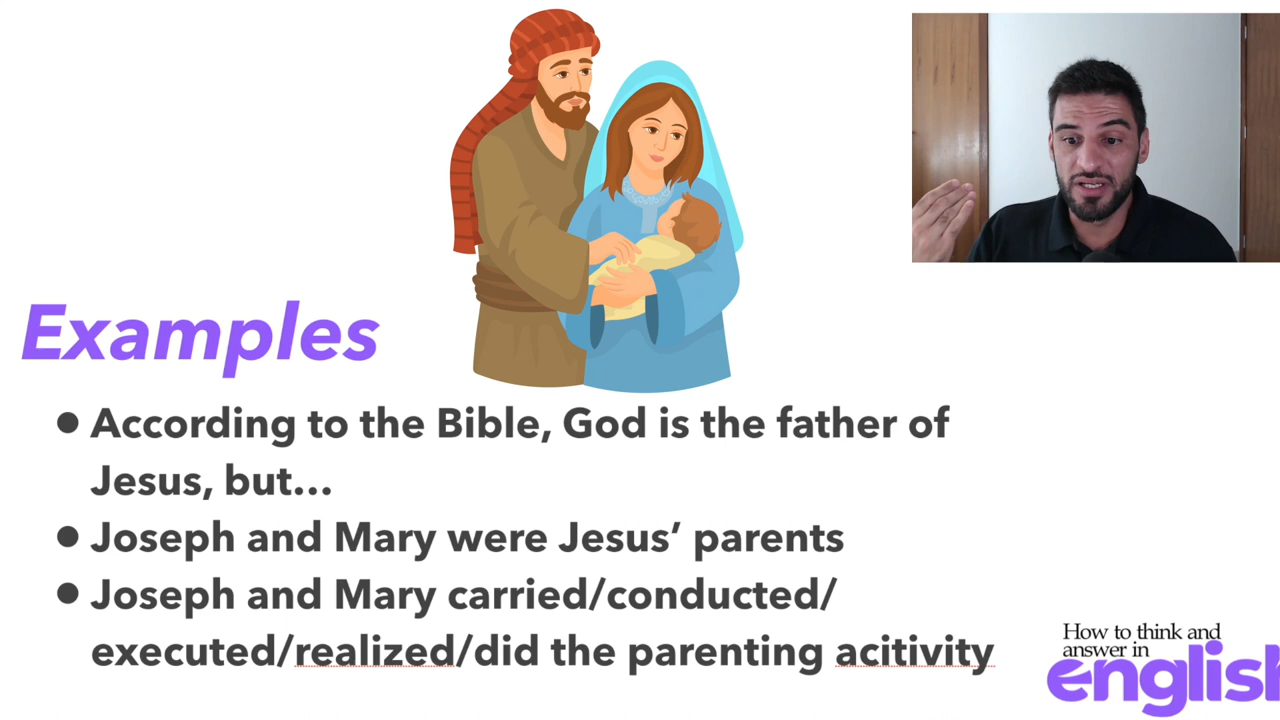 Examples
• According to the Bible, God is the father of
Jesus, but...
• Joseph and Mary were Jesus’ parents
• Joseph and Mary carried/conducted/
executed/realized/did the parenting acitivity
How to think and
answer in
english